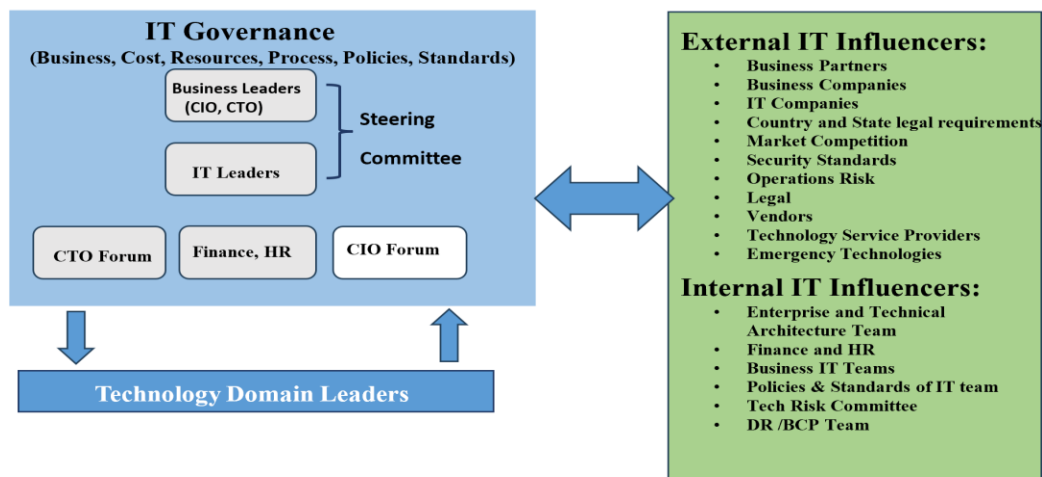 IT Governance
(Business, Cost, Resources, Process, Policies, Standards)
Business Leaders
(CIO, CTO)
Steering
Committee
IT Leaders
CTO Forum
Finance, HR
CIO Forum
Technology Domain Leaders
External IT Influencers:
• Business Partners
• Business Companies
• IT Companies
• Country and State legal requirements
• Market Competition
• Security Standards
• Operations Risk
• Legal
• Vendors
• Technology Service Providers
• Emergency Technologies
Internal IT Influencers:
• Enterprise and Technical
Architecture Team
• Finance and HR
• Business IT Teams
• Policies & Standards of IT team
• Tech Risk Committee
• DR /BCP Team